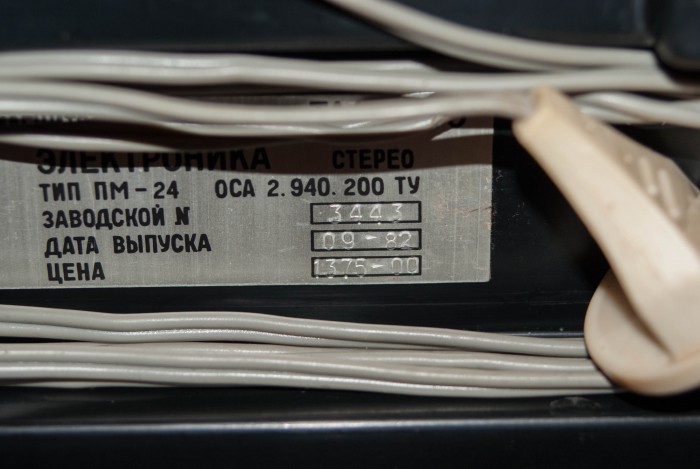 ЭЛЕКТРОНИКА СТЕРЕО
ТИП ПМ-24 ОСА 2.940.200 ТУ
ЗАВОДСКОЙ N 3443
ДАТА ВЫПУСКА 09-82
ЦЕНА 1375-00